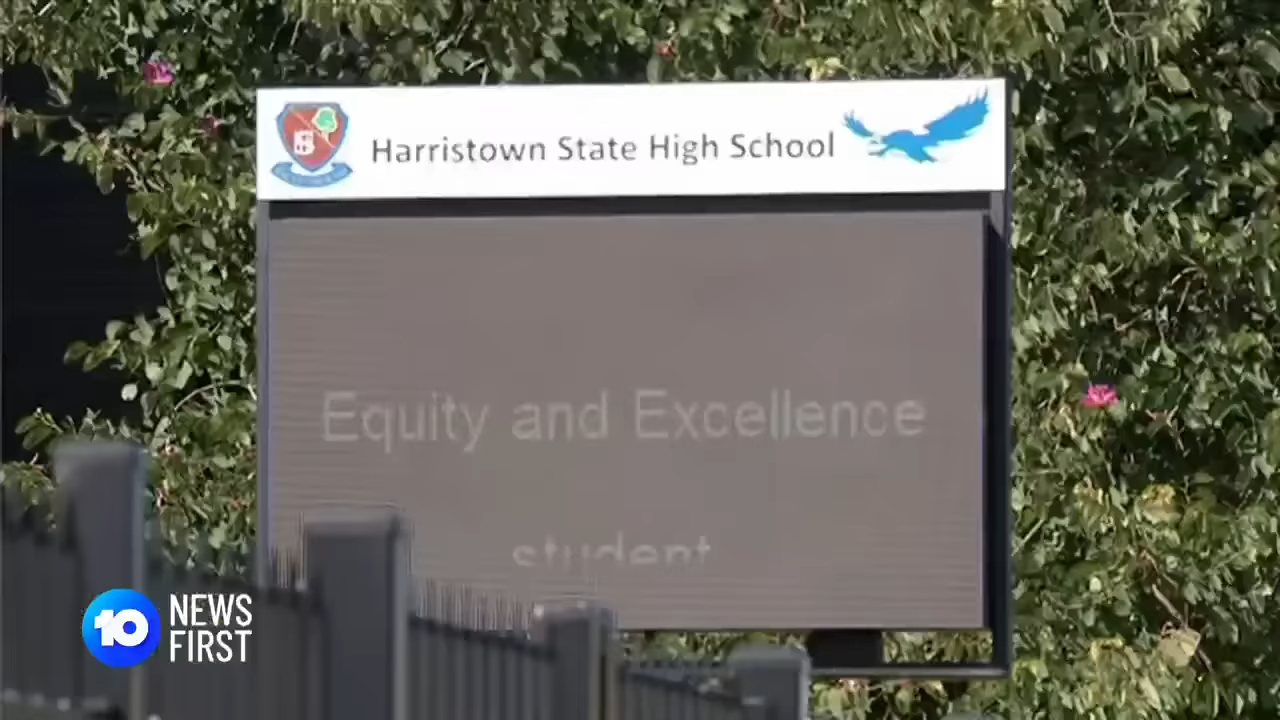 Harristown State High School
Equity and Excellence
student
10 NEWS
FIRST